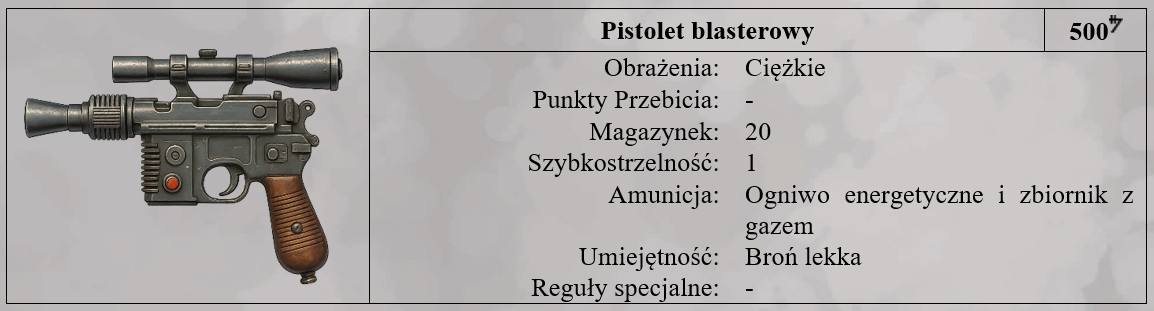 Pistolet blasterowy 500
Obrażenia: Ciężkie
Punkty Przebicia: -
Magazynek: 20
Szybkostrzelność: 1
Amunicja: Ogniwo energetyczne i zbiornik z
gazem
Umiejętność: Broń lekka
Reguły specjalne: -